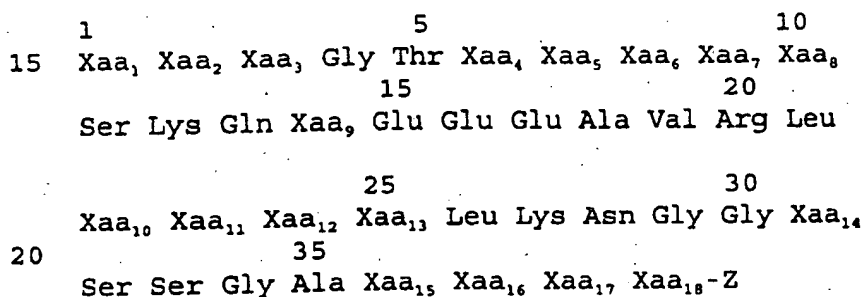 1 5 10
15 Xaa₁ Xaa₂ Xaa₃ Gly Thr Xaa₄ Xaa₅ Xaa₆ Xaa₇ Xaa₈
15 20
Ser Lys Gln Xaa₉ Glu Glu Glu Ala Val Arg Leu
25 30
Xaa₁₀ Xaa₁₁ Xaa₁₂ Xaa₁₃ Leu Lys Asn Gly Gly Xaa₁₄
20 35
Ser Ser Gly Ala Xaa₁₅ Xaa₁₆ Xaa₁₇ Xaa₁₈-Z